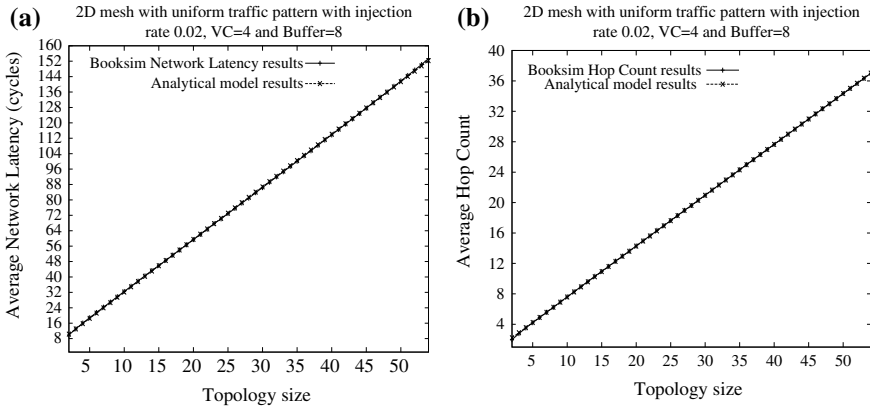 (a)
2D mesh with uniform traffic pattern with injection
rate 0.02, VC=4 and Buffer=8
Average Network Latency (cycles)
160
152
144
136
128
120
112
104
96
88
80
72
64
56
48
40
32
24
16
8
Booksim Network Latency results
Analytical model results
5 10 15 20 25 30 35 40 45 50
Topology size
(b)
2D mesh with uniform traffic pattern with injection
rate 0.02, VC=4 and Buffer=8
Average Hop Count
40
36
32
28
24
20
16
12
8
4
Booksim Hop Count results
Analytical model results
5 10 15 20 25 30 35 40 45 50
Topology size